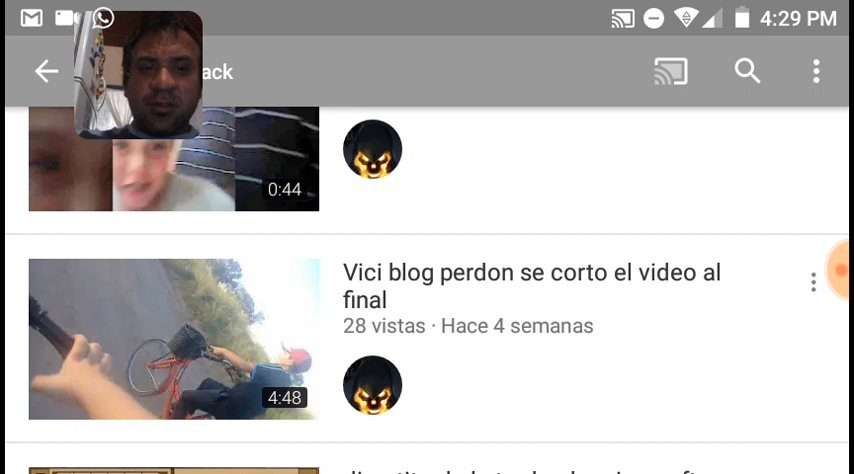 4:29 PM
ack
0:44
Vici blog perdon se corto el video al
final
28 vistas · Hace 4 semanas
4:48